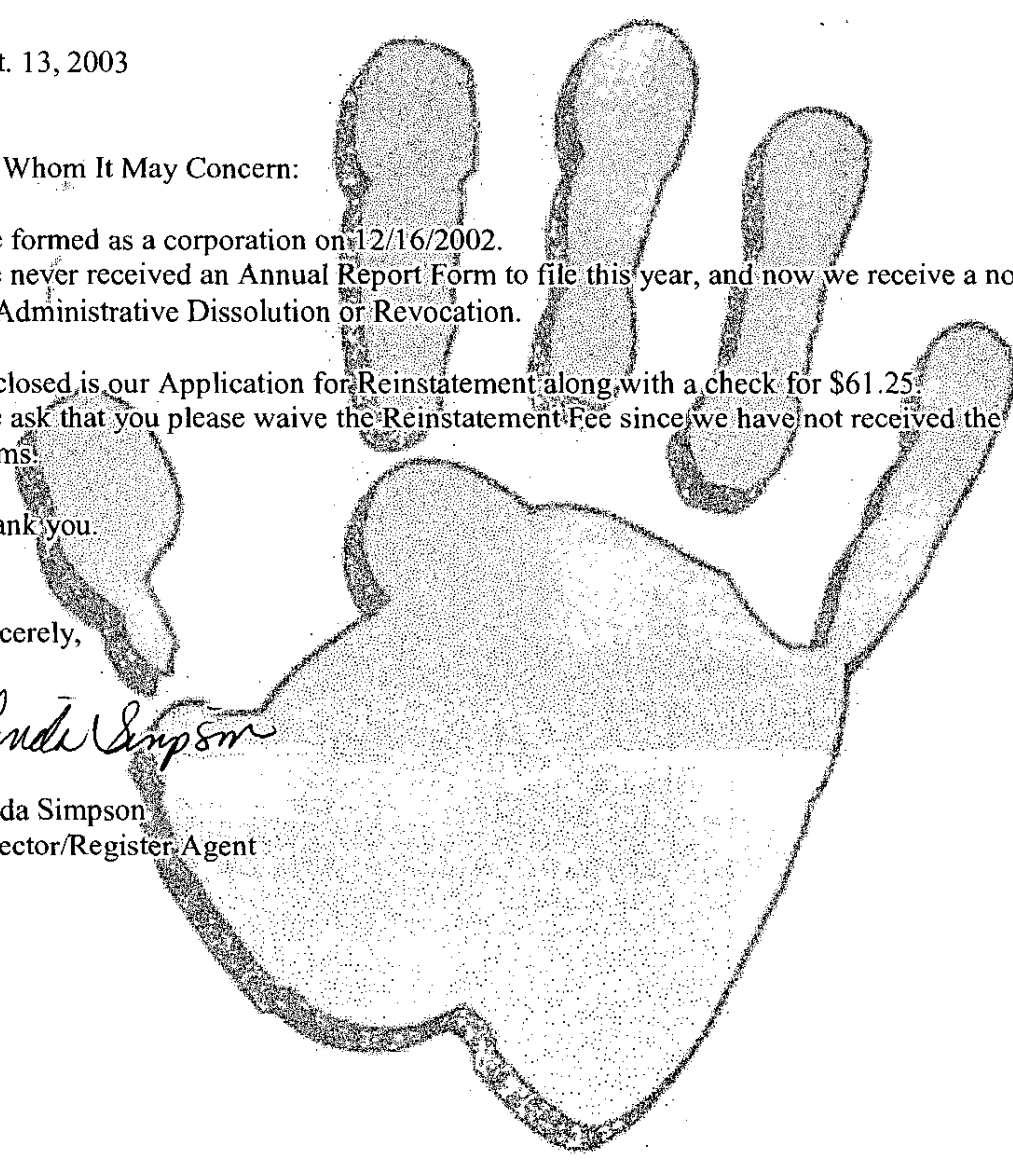 t. 13, 2003
Whom It May Concern:
e formed as a corporation on 12/16/2002.
e never received an Annual Report Form to file this year, and now we receive a no
Administrative Dissolution or Revocation.
closed is our Application for Reinstatement along with a check for $61.25.
e ask that you please waive the Reinstatement Fee since we have not received the
ms.
ank you.
cerely,
nda Simpson
da Simpson
ector/Register Agent